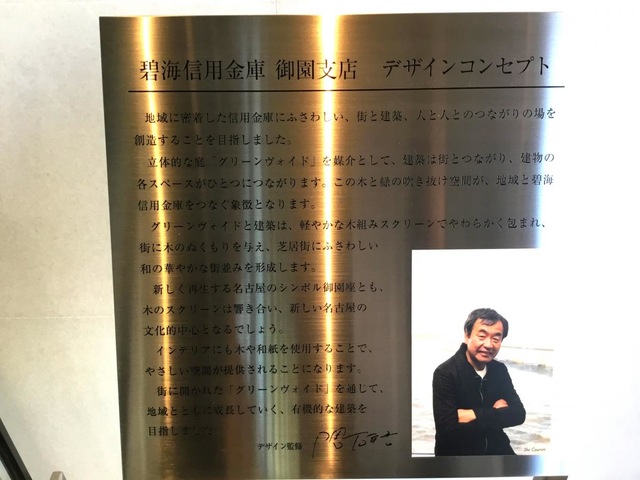 碧海信用金庫 御園支店　デザインコンセプト
地域に密着した信用金庫にふさわしい、街と建築、人と人とのつながりの場を
創造することを目指しました。
立体的な庭「グリーンヴォイド」を媒介として、建築は街とつながり、建物の
各スペースがひとつにつながります。この木と緑の吹き抜け空間が、地域と碧海
信用金庫をつなぐ象徴となります。
グリーンヴォイドと建築は、軽やかな木組みスクリーンでやわらかく包まれ、
街に木のぬくもりを与え、芝居街にふさわしい
和の華やかな街並みを形成します。
新しく再生する名古屋のシンボル御園座とも、
木のスクリーンは響き合い、新しい名古屋の
文化的中心となるでしょう。
インテリアにも木や和紙を使用することで、
やさしい空間が提供されることになります。
街に開かれた「グリーンヴォイド」を通じて、
地域とともに成長していく、有機的な建築を
目指しました
デザイン監修